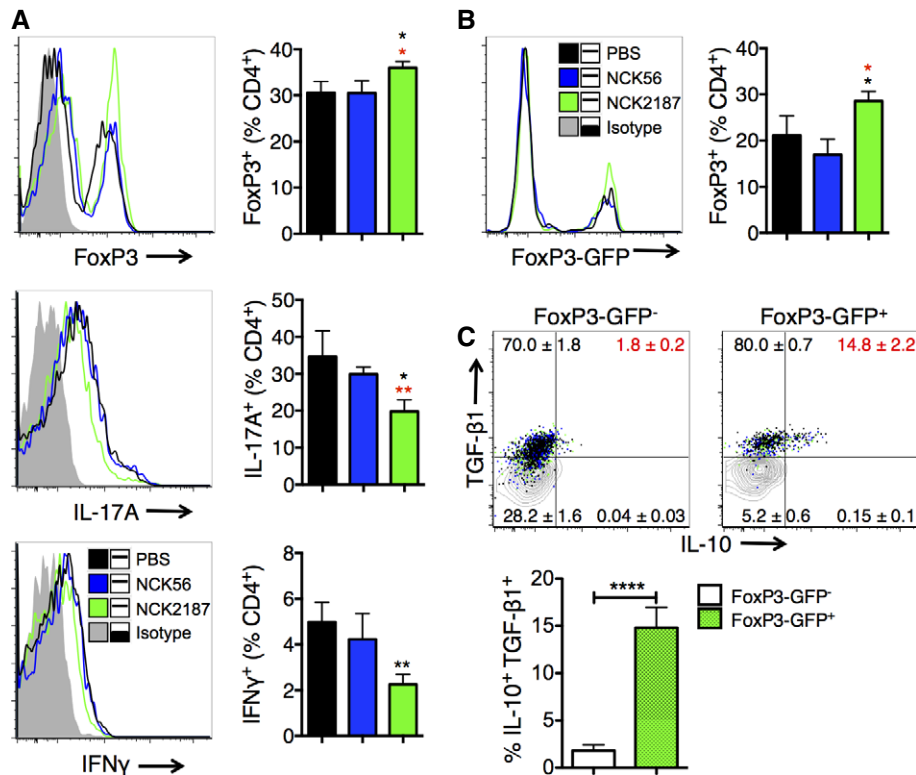 A
FoxP3
FoxP3⁺ (% CD4⁺)
40
30
20
10
0
*
*
IL-17A
IL-17A⁺ (% CD4⁺)
50
40
30
20
10
0
*
**
PBS
NCK56
NCK2187
Isotype
IFNγ
IFNγ⁺ (% CD4⁺)
6
4
2
0
**
B
PBS
NCK56
NCK2187
Isotype
FoxP3-GFP
FoxP3⁺ (% CD4⁺)
40
30
20
10
0
*
*
C
FoxP3-GFP⁻
70.0 ± 1.8
1.8 ± 0.2
28.2 ± 1.6
0.04 ± 0.03
FoxP3-GFP⁺
80.0 ± 0.7
14.8 ± 2.2
5.2 ± 0.6
0.15 ± 0.1
TGF-β1
IL-10
% IL-10⁺ TGF-β1⁺
20
15
10
5
0
****
FoxP3-GFP⁻
FoxP3-GFP⁺